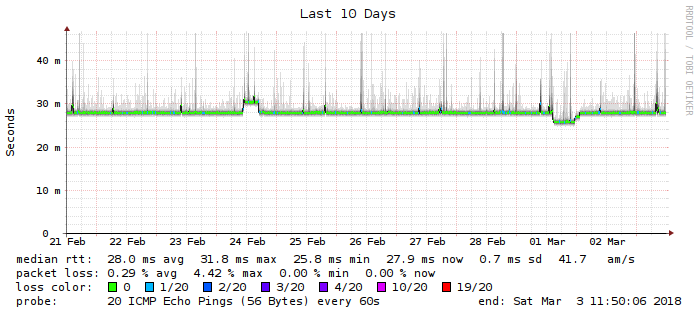 Last 10 Days
RRDTOOL / TOBI OETIKER
Seconds
40 m
30 m
20 m
10 m
0
21 Feb 22 Feb 23 Feb 24 Feb 25 Feb 26 Feb 27 Feb 28 Feb 01 Mar 02 Mar
median rtt: 28.0 ms avg 31.8 ms max 25.8 ms min 27.9 ms now 0.7 ms sd 41.7 am/s
packet loss: 0.29 % avg 4.42 % max 0.00 % min 0.00 % now
loss color: 0 1/20 2/20 3/20 4/20 10/20 19/20
probe: 20 ICMP Echo Pings (56 Bytes) every 60s end: Sat Mar 3 11:50:06 2018